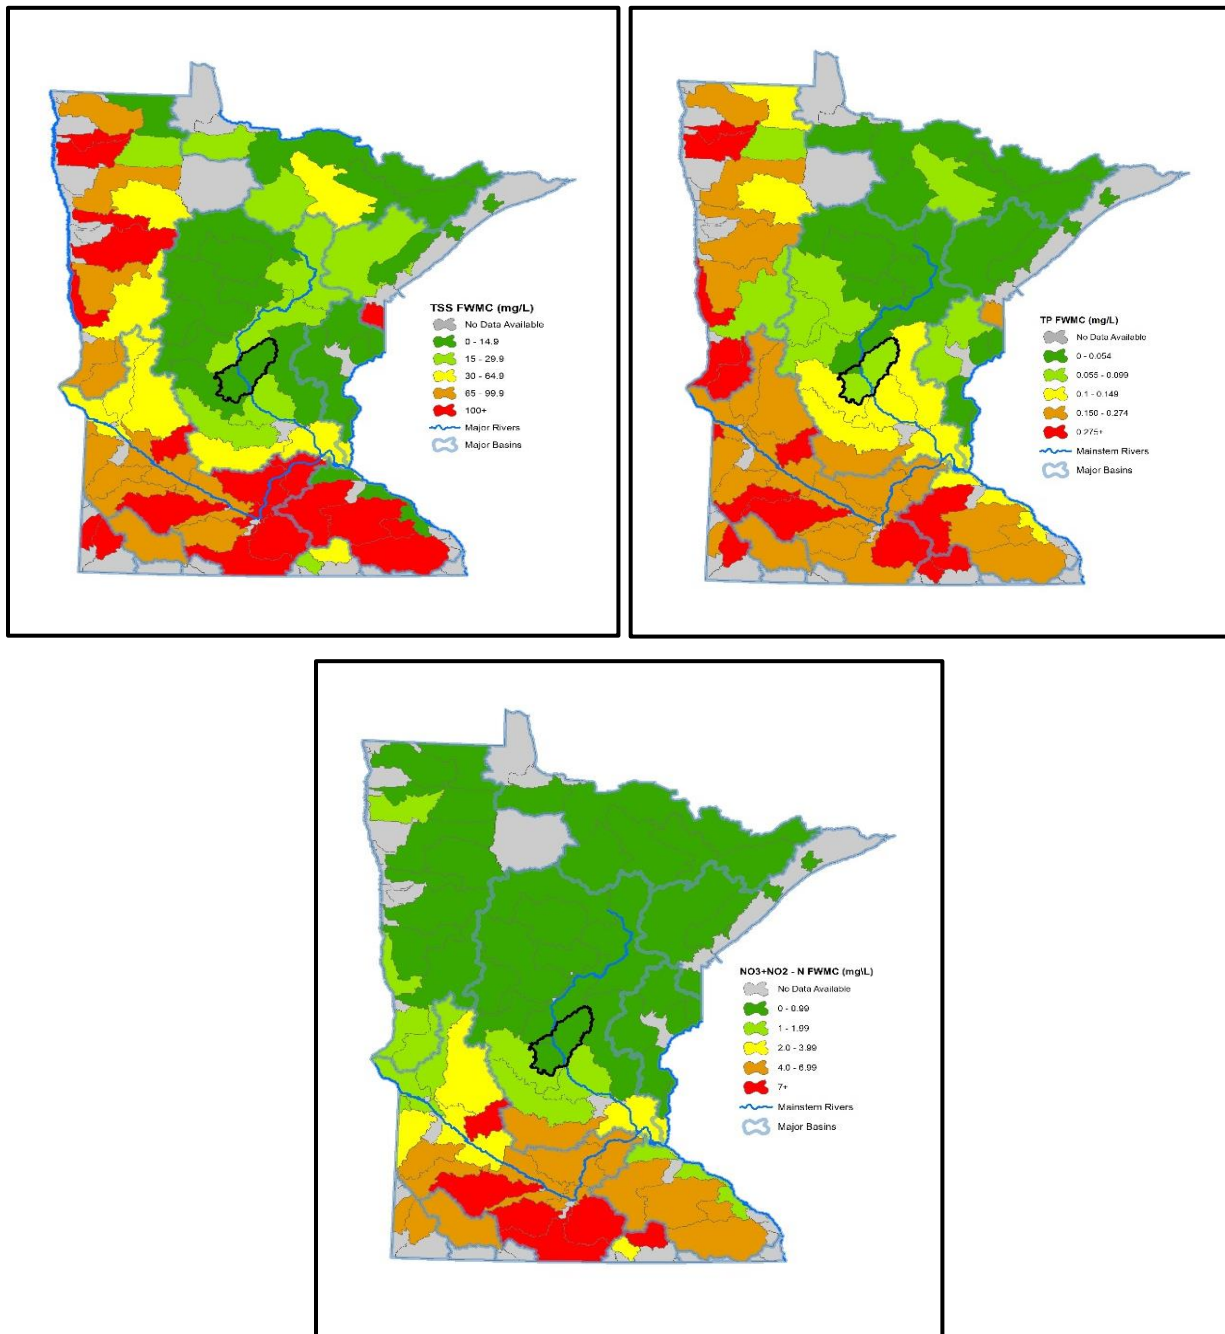 TSS FWMC (mg/L)
No Data Available
0 - 14.9
15 - 29.9
30 - 64.9
65 - 99.9
100+
Major Rivers
Major Basins
TP FWMC (mg/L)
No Data Available
0 - 0.054
0.055 - 0.099
0.1 - 0.149
0.150 - 0.274
0.275+
Mainstem Rivers
Major Basins
NO3+NO2 - N FWMC (mg\L)
No Data Available
0 - 0.99
1 - 1.99
2.0 - 3.99
4.0 - 6.99
7+
Mainstem Rivers
Major Basins